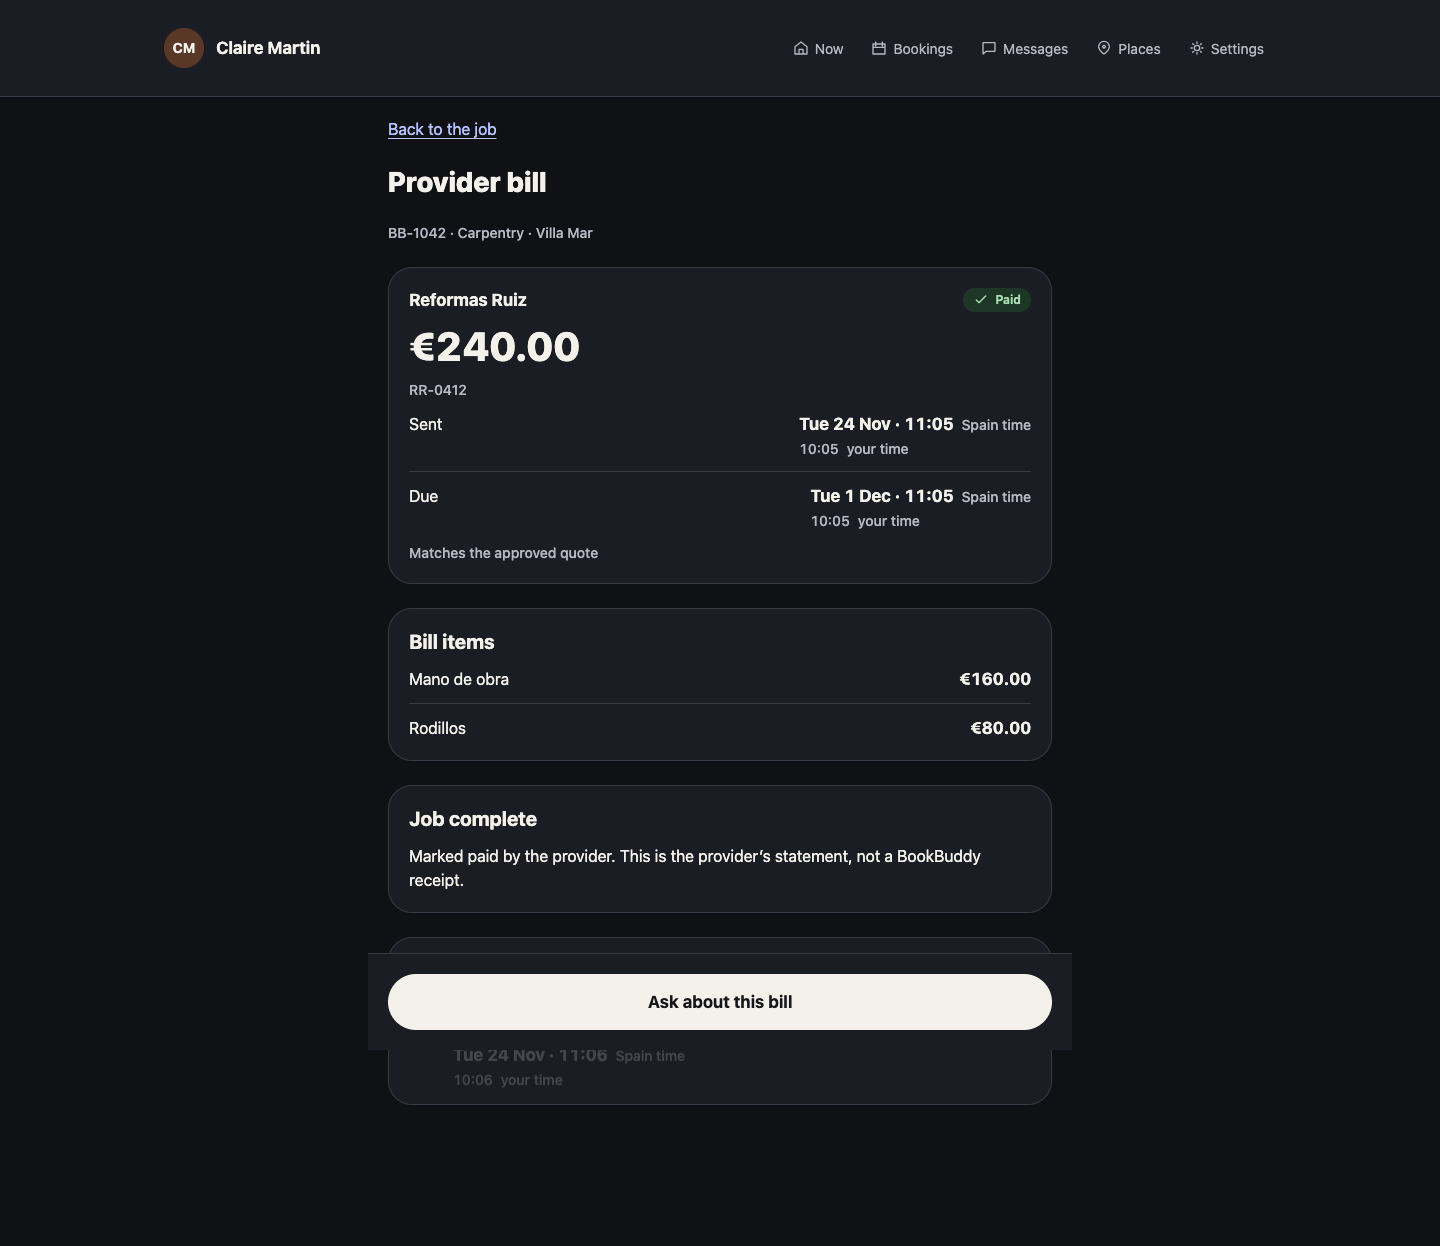 CM
Claire Martin
Now
Bookings
Messages
Places
Settings
Back to the job
Provider bill
BB-1042 · Carpentry · Villa Mar
Reformas Ruiz
Paid
€240.00
RR-0412
Sent
Tue 24 Nov · 11:05 Spain time
10:05 your time
Due
Tue 1 Dec · 11:05 Spain time
10:05 your time
Matches the approved quote
Bill items
Mano de obra
€160.00
Rodillos
€80.00
Job complete
Marked paid by the provider. This is the provider’s statement, not a BookBuddy
receipt.
Ask about this bill
Tue 24 Nov · 11:06 Spain time
10:06 your time